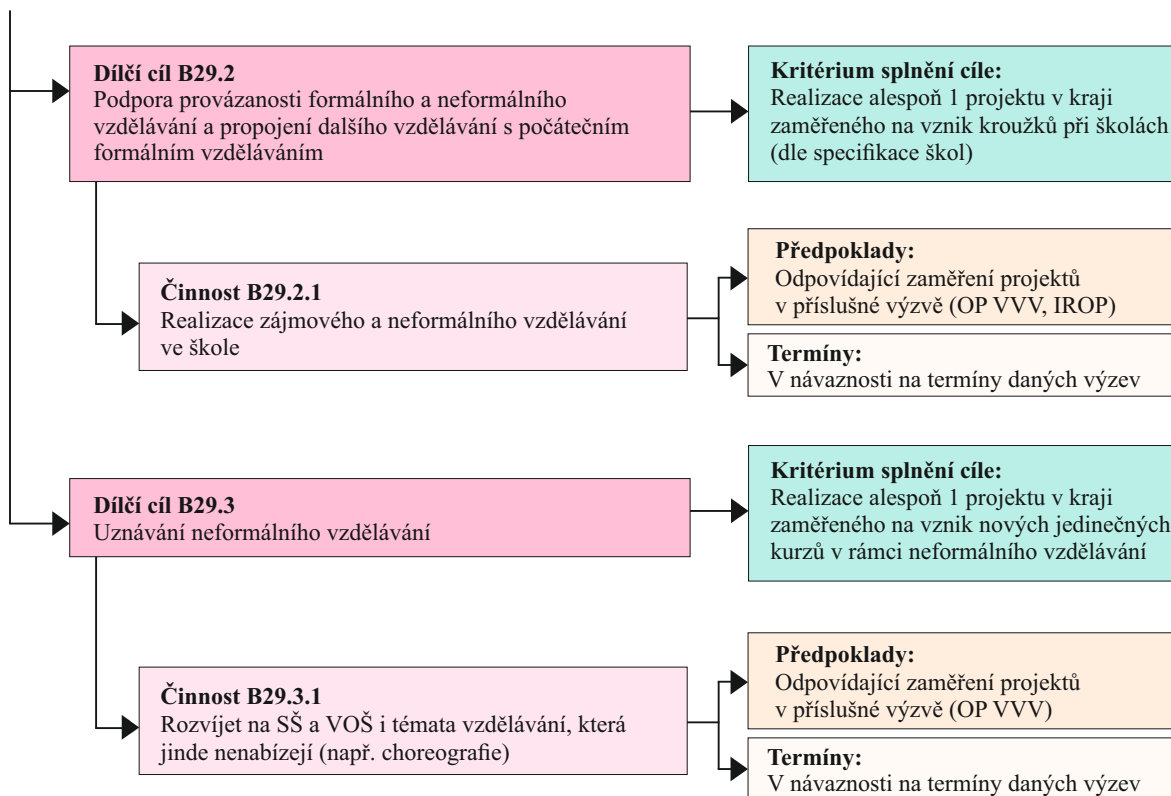 Dílčí cíl B29.2
Podpora provázanosti formálního a neformálního
vzdělávání a propojení dalšího vzdělávání s počátečním
formálním vzděláváním
Kritérium splnění cíle:
Realizace alespoň 1 projektu v kraji
zaměřeného na vznik kroužků při školách
(dle specifikace škol)
Činnost B29.2.1
Realizace zájmového a neformálního vzdělávání
ve škole
Předpoklady:
Odpovídající zaměření projektů
v příslušné výzvě (OP VVV, IROP)
Termíny:
V návaznosti na termíny daných výzev
Dílčí cíl B29.3
Uznávání neformálního vzdělávání
Kritérium splnění cíle:
Realizace alespoň 1 projektu v kraji
zaměřeného na vznik nových jedinečných
kurzů v rámci neformálního vzdělávání
Činnost B29.3.1
Rozvíjet na SŠ a VOŠ i témata vzdělávání, která
jinde nenabízejí (např. choreografie)
Předpoklady:
Odpovídající zaměření projektů
v příslušné výzvě (OP VVV)
Termíny:
V návaznosti na termíny daných výzev